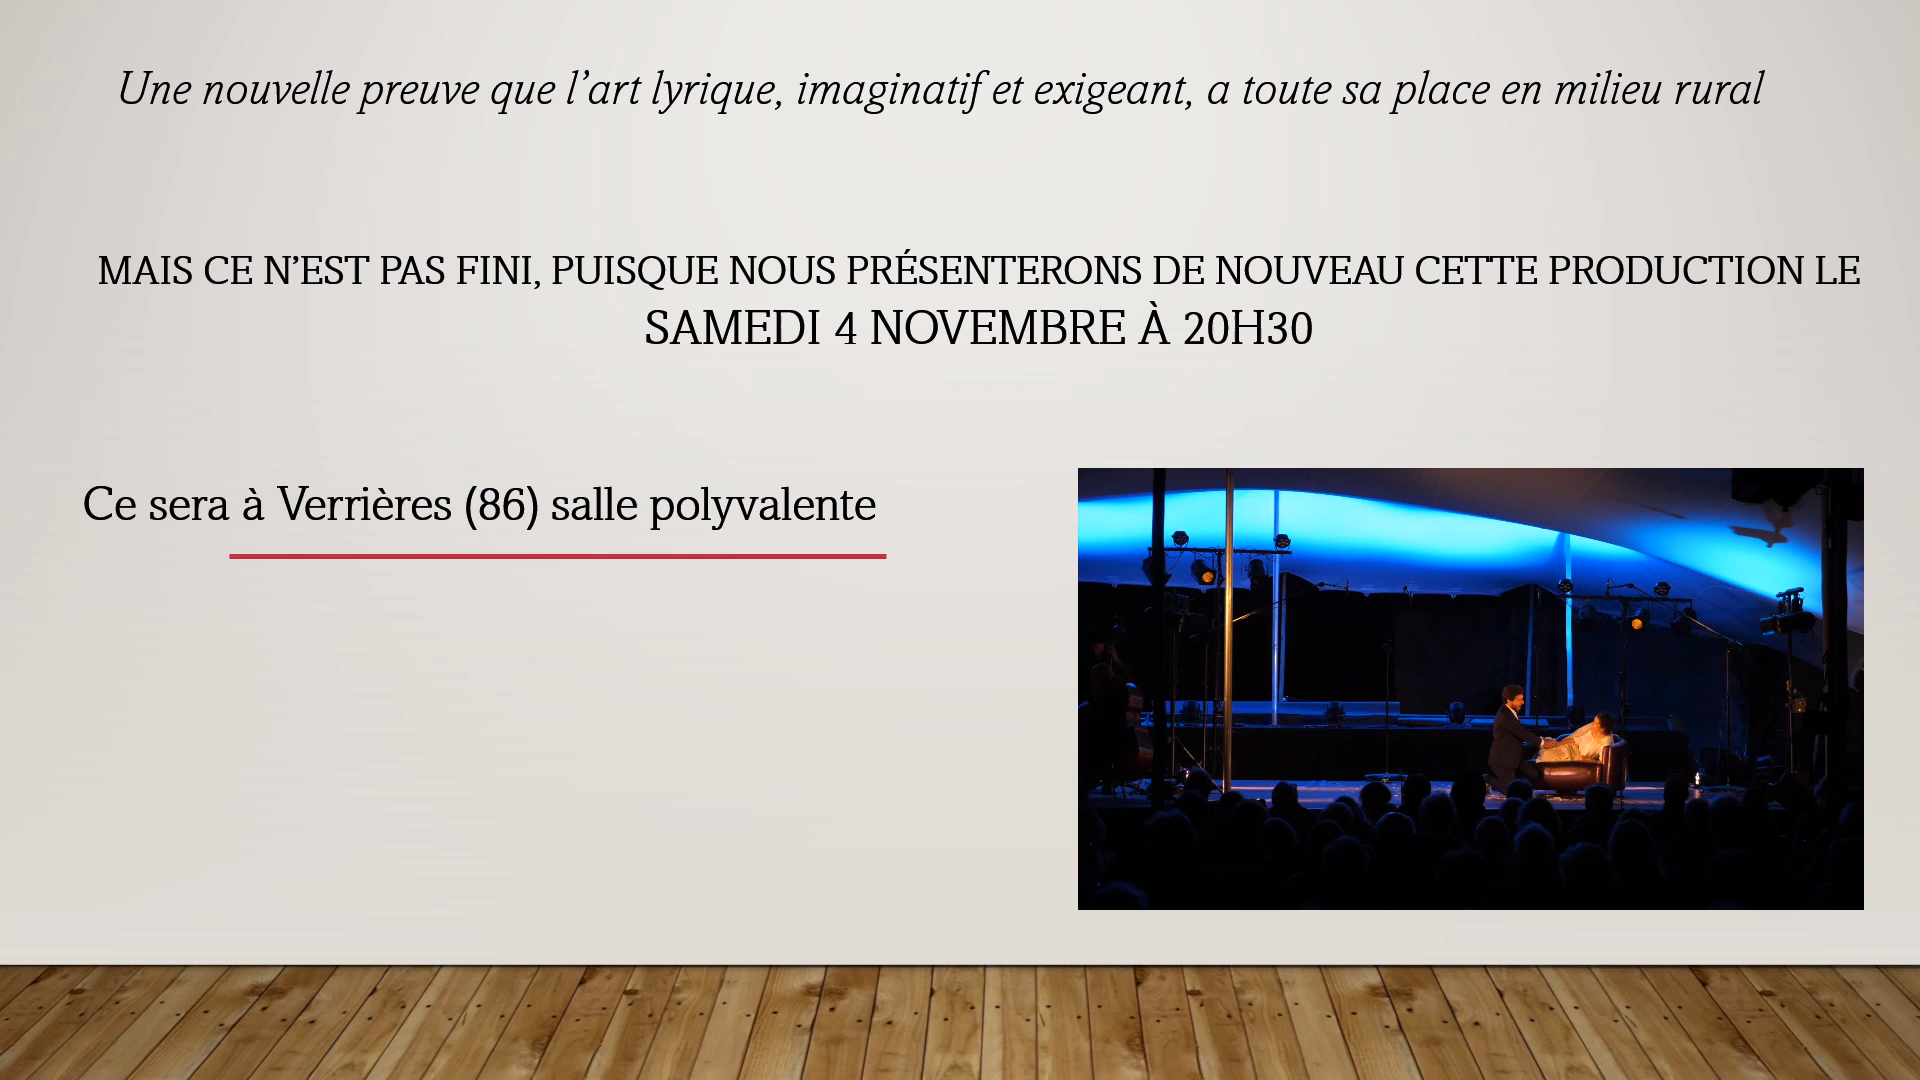 Une nouvelle preuve que l’art lyrique, imaginatif et exigeant, a toute sa place en milieu rural
MAIS CE N’EST PAS FINI, PUISQUE NOUS PRÉSENTERONS DE NOUVEAU CETTE PRODUCTION LE
SAMEDI 4 NOVEMBRE À 20H30
Ce sera à Verrières (86) salle polyvalente